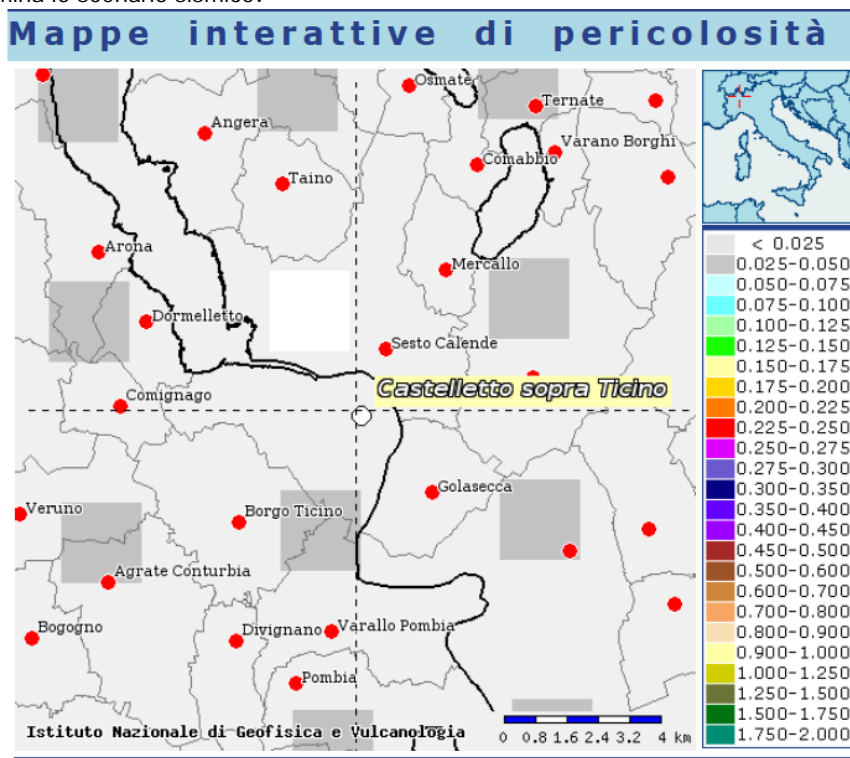 Mappe interattive di pericolosità
Osmate
Ternate
Angera
Varano Borghi
Comabbio
Taino
Arona
Mercallo
Dormelletto
Sesto Calende
Castelletto sopra Ticino
Comignago
Golasecca
Veruno
Borgo Ticino
Agrate Conturbia
Bogogno
Divignano
Varallo Pombia
Pombia
Istituto Nazionale di Geofisica e Vulcanologia
0 0.8 1.6 2.4 3.2 4 km
< 0.025
0.025-0.050
0.050-0.075
0.075-0.100
0.100-0.125
0.125-0.150
0.150-0.175
0.175-0.200
0.200-0.225
0.225-0.250
0.250-0.275
0.275-0.300
0.300-0.350
0.350-0.400
0.400-0.450
0.450-0.500
0.500-0.600
0.600-0.700
0.700-0.800
0.800-0.900
0.900-1.000
1.000-1.250
1.250-1.500
1.500-1.750
1.750-2.000